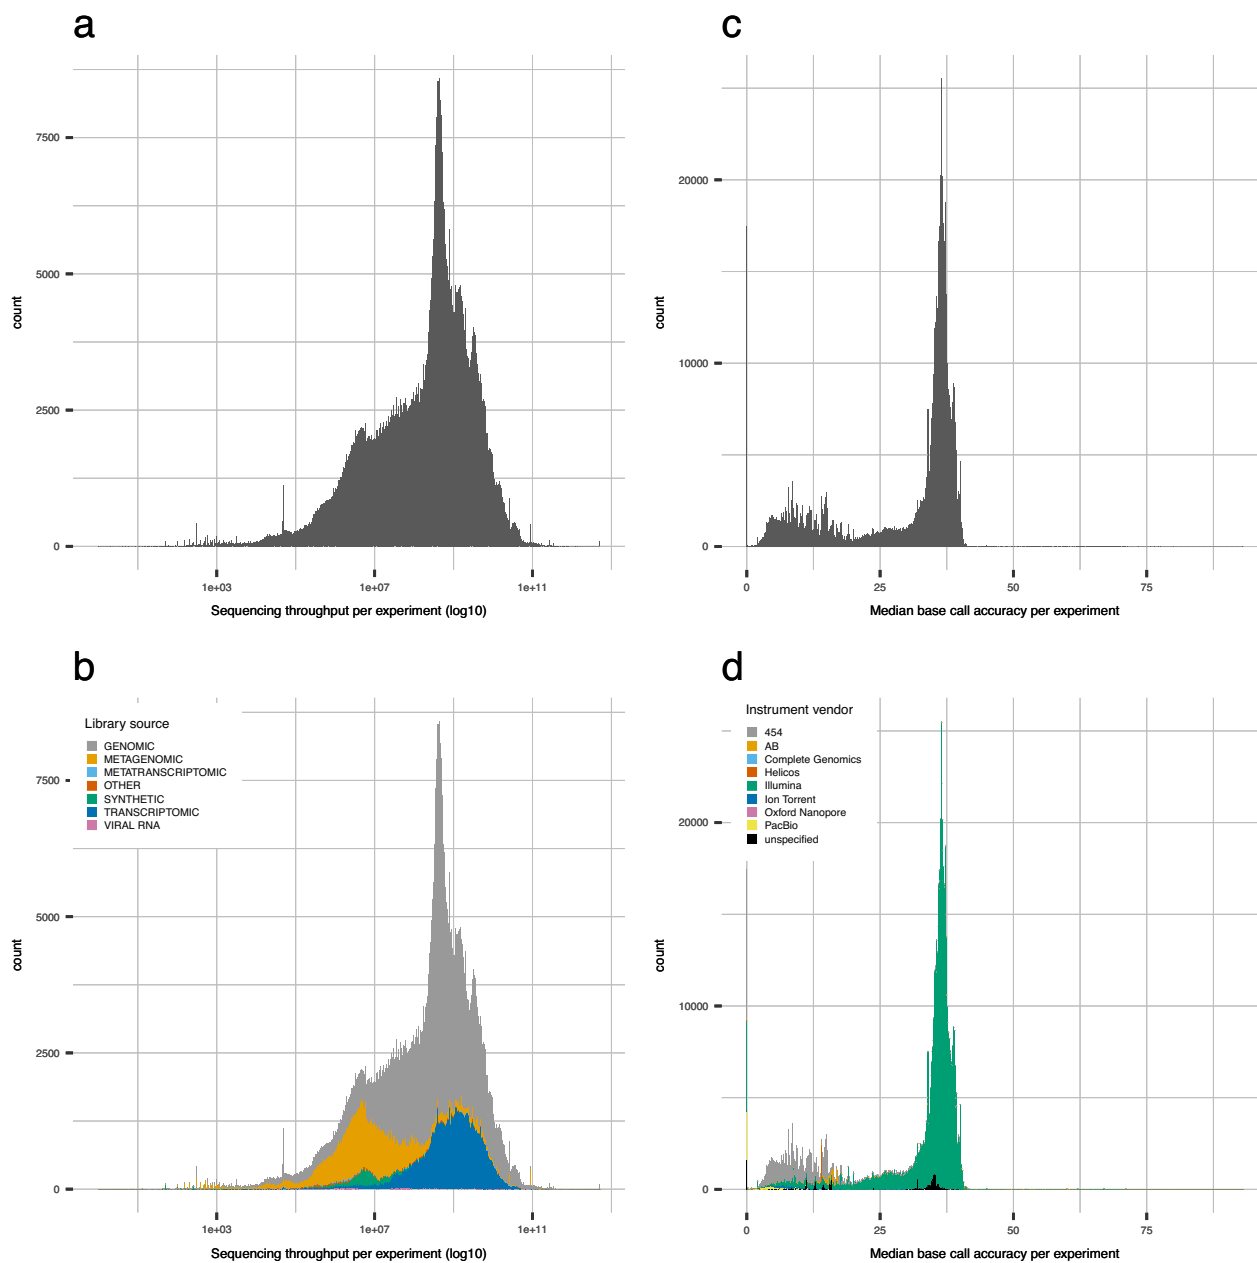 a
7500
5000
2500
0
count
1e+03
1e+07
1e+11
Sequencing throughput per experiment (log10)
c
20000
10000
0
count
0
25
50
75
Median base call accuracy per experiment
b
Library source
GENOMIC
METAGENOMIC
METATRANSCRIPTOMIC
OTHER
SYNTHETIC
TRANSCRIPTOMIC
VIRAL RNA
7500
5000
2500
0
count
1e+03
1e+07
1e+11
Sequencing throughput per experiment (log10)
d
Instrument vendor
454
AB
Complete Genomics
Helicos
Illumina
Ion Torrent
Oxford Nanopore
PacBio
unspecified
20000
10000
0
count
0
25
50
75
Median base call accuracy per experiment